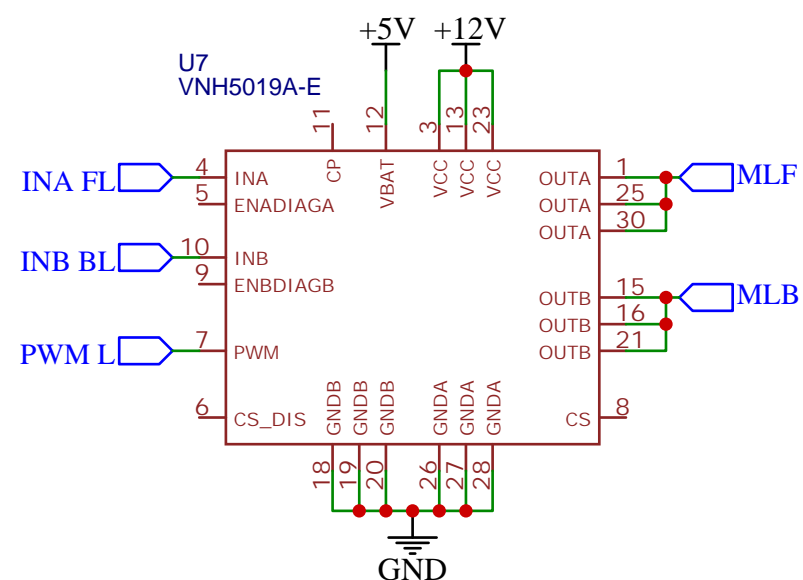 +5V +12V
U7
VNH5019A-E
11 12 3 13 23
CP VBAT VCC VCC VCC
INA FL 4 INA OUTA 1 MLF
5 ENADIAGA OUTA 25
OUTA 30
INB BL 10 INB
9 ENBDIAGB
OUTB 15 MLB
OUTB 16
PWM L 7 PWM OUTB 21
6 CS_DIS CS 8
GNDB GNDB GNDB GNDA GNDA GNDA
18 19 20 26 27 28
GND